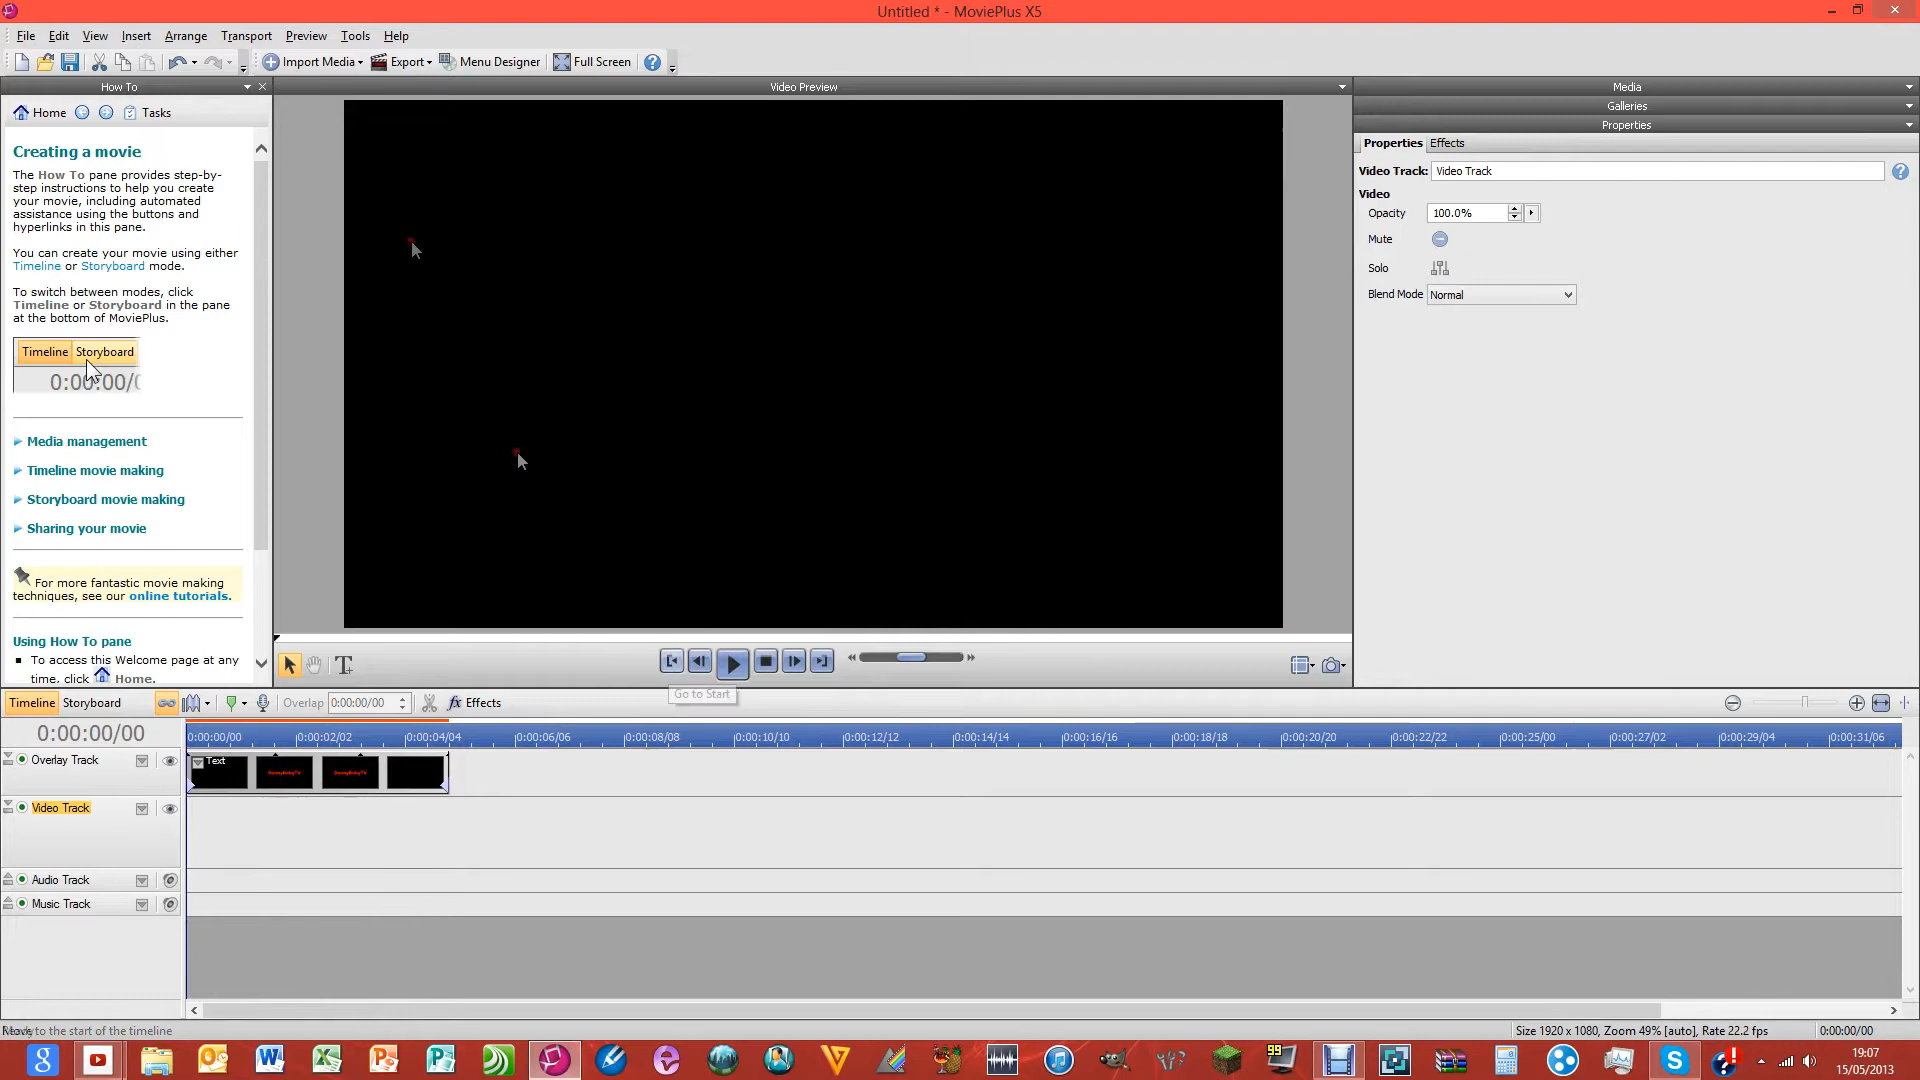 Untitled * - MoviePlus X5
File Edit View Insert Arrange Transport Preview Tools Help
Import Media Export Menu Designer Full Screen
How To
Video Preview
Media
Galleries
Properties
Home Tasks
Properties Effects
Creating a movie
The How To pane provides step-by-
step instructions to help you create
your movie, including automated
assistance using the buttons and
hyperlinks in this pane.
You can create your movie using either
Timeline or Storyboard mode.
To switch between modes, click
Timeline or Storyboard in the pane
at the bottom of MoviePlus.
Timeline Storyboard
0:00:00/0
Media management
Timeline movie making
Storyboard movie making
Sharing your movie
For more fantastic movie making
techniques, see our online tutorials.
Using How To pane
To access this Welcome page at any
time, click Home.
Video Track: Video Track
Video
Opacity 100.0%
Mute
Solo
Blend Mode Normal
Go to Start
Timeline Storyboard Overlap 0:00:00/00 Effects
0:00:00/00
0:00:00/00 0:00:02/02 0:00:04/04 0:00:06/06 0:00:08/08 0:00:10/10 0:00:12/12 0:00:14/14 0:00:16/16 0:00:18/18 0:00:20/20 0:00:22/22 0:00:25/00 0:00:27/02 0:00:29/04 0:00:31/06
Overlay Track
Text
Video Track
Audio Track
Music Track
to the start of the timeline
Size 1920 x 1080, Zoom 49% [auto], Rate 22.2 fps 0:00:00/00
99
19:07
15/05/2013